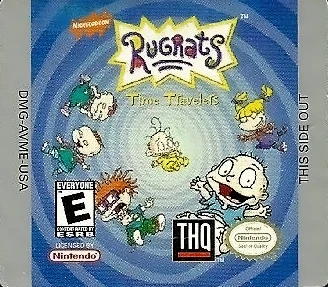 NICKELODEON
RUGRATS
TM
Time Travelers
DMG-AVME-USA
THIS SIDE OUT
EVERYONE
E
CONTENT RATED BY
ESRB
LICENSED BY
Nintendo
THQ
Official
Nintendo
Seal of Quality